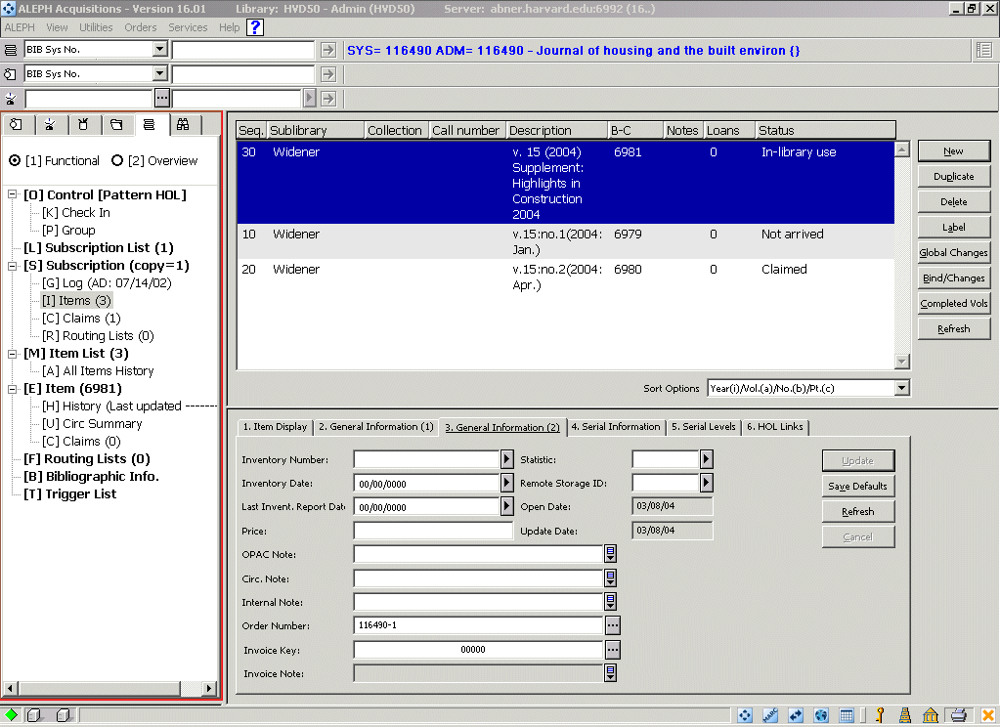 ALEPH Acquisitions - Version 16.01 Library: HVD50 - Admin (HVD50) Server: abner.harvard.edu:6992 (16..)
ALEPH View Utilities Orders Services Help ?
BIB Sys No.
SYS= 116490 ADM= 116490 - Journal of housing and the built environ {}
BIB Sys No.
[1] Functional [2] Overview
[O] Control [Pattern HOL]
[K] Check In
[P] Group
[L] Subscription List (1)
[S] Subscription (copy=1)
[G] Log (AD: 07/14/02)
[I] Items (3)
[C] Claims (1)
[R] Routing Lists (0)
[M] Item List (3)
[A] All Items History
[E] Item (6981)
[H] History (Last updated -------
[U] Circ Summary
[C] Claims (0)
[F] Routing Lists (0)
[B] Bibliographic Info.
[T] Trigger List
Seq. Sublibrary Collection Call number Description B-C Notes Loans Status
30 Widener v. 15 (2004) 6981 0 In-library use
Supplement:
Highlights in
Construction
2004
10 Widener v.15:no.1(2004: 6979 0 Not arrived
Jan.)
20 Widener v.15:no.2(2004: 6980 0 Claimed
Apr.)
New
Duplicate
Delete
Label
Global Changes
Bind/Changes
Completed Vols
Refresh
Sort Options Year(i)/Vol.(a)/No.(b)/Pt.(c)
1. Item Display 2. General Information (1) 3. General Information (2) 4. Serial Information 5. Serial Levels 6. HOL Links
Inventory Number: Statistic:
Inventory Date: 00/00/0000 Remote Storage ID:
Last Invent. Report Date 00/00/0000 Open Date: 03/08/04
Price: Update Date: 03/08/04
OPAC Note:
Circ. Note:
Internal Note:
Order Number: 116490-1
Invoice Key: 00000
Invoice Note:
Update
Save Defaults
Refresh
Cancel